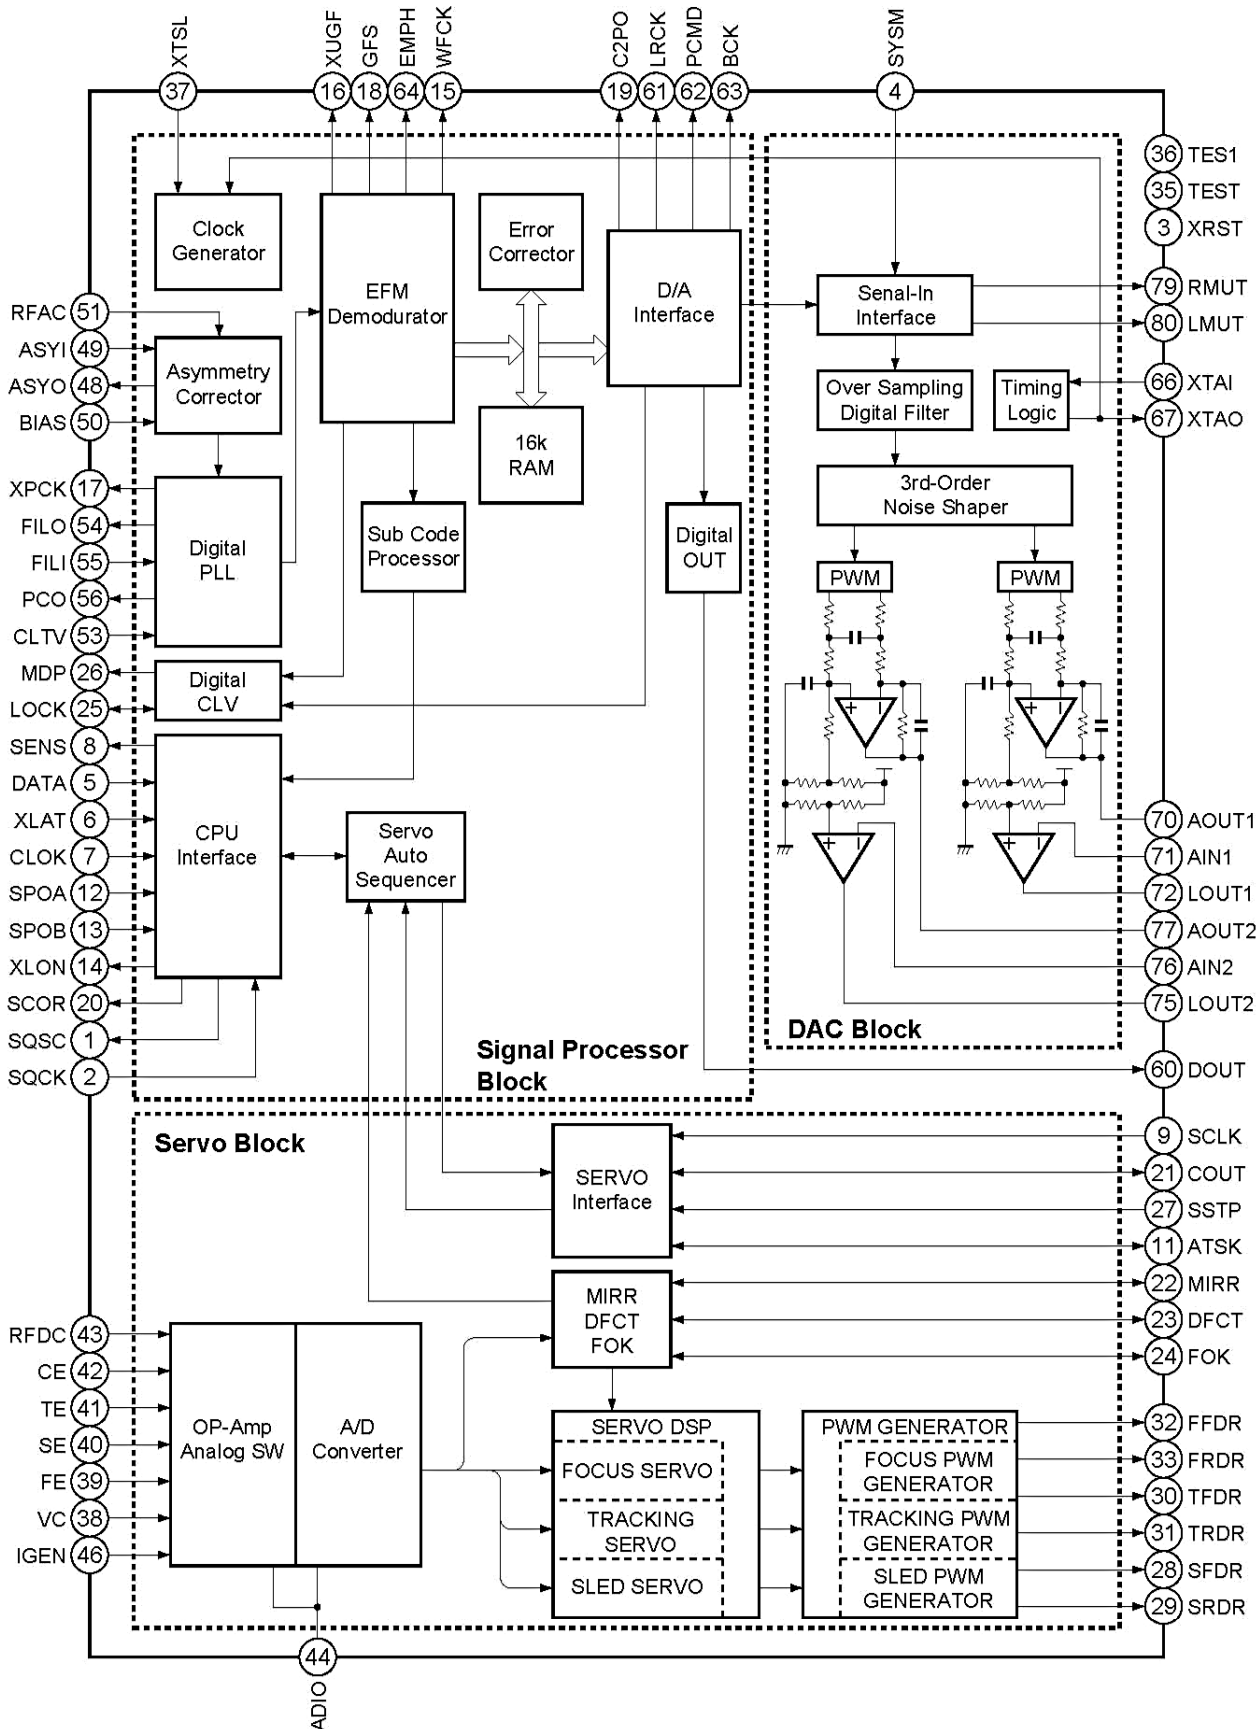 XTSL
XUGF
GFS
EMPH
WFCK
C2PO
LRCK
PCMD
BCK
SYSM
37
16
18
64
15
19
61
62
63
4
36 TES1
35 TEST
3 XRST
79 RMUT
80 LMUT
66 XTAI
67 XTAO
70 AOUT1
71 AIN1
72 LOUT1
77 AOUT2
76 AIN2
75 LOUT2
60 DOUT
9 SCLK
21 COUT
27 SSTP
11 ATSK
22 MIRR
23 DFCT
24 FOK
32 FFDR
33 FRDR
30 TFDR
31 TRDR
28 SFDR
29 SRDR
RFAC 51
ASYI 49
ASYO 48
BIAS 50
XPCK 17
FILO 54
FILI 55
PCO 56
CLTV 53
MDP 26
LOCK 25
SENS 8
DATA 5
XLAT 6
CLOK 7
SPOA 12
SPOB 13
XLON 14
SCOR 20
SQSC 1
SQCK 2
RFDC 43
CE 42
TE 41
SE 40
FE 39
VC 38
IGEN 46
44
ADIO
Clock
Generator
EFM
Demodurator
Error
Corrector
D/A
Interface
Asymmetry
Corrector
16k
RAM
Digital
PLL
Sub Code
Processor
Digital
OUT
Digital
CLV
CPU
Interface
Servo
Auto
Sequencer
Signal Processor
Block
Senal-In
Interface
Over Sampling
Digital Filter
Timing
Logic
3rd-Order
Noise Shaper
PWM
PWM
+
−
+
−
+
−
+
−
DAC Block
Servo Block
SERVO
Interface
MIRR
DFCT
FOK
OP-Amp
Analog SW
A/D
Converter
SERVO DSP
FOCUS SERVO
TRACKING
SERVO
SLED SERVO
PWM GENERATOR
FOCUS PWM
GENERATOR
TRACKING PWM
GENERATOR
SLED PWM
GENERATOR